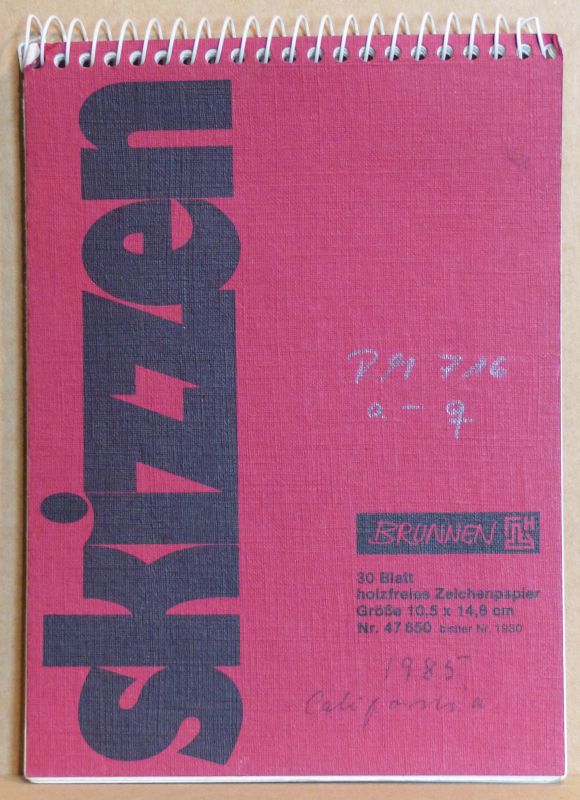 skizzen
PM 716
a - q
BRUNNEN
30 Blatt
holzfreies Zeichenpapier
Größe 10,5 x 14,8 cm
Nr. 47 650 bisher Nr. 1930
1985
California